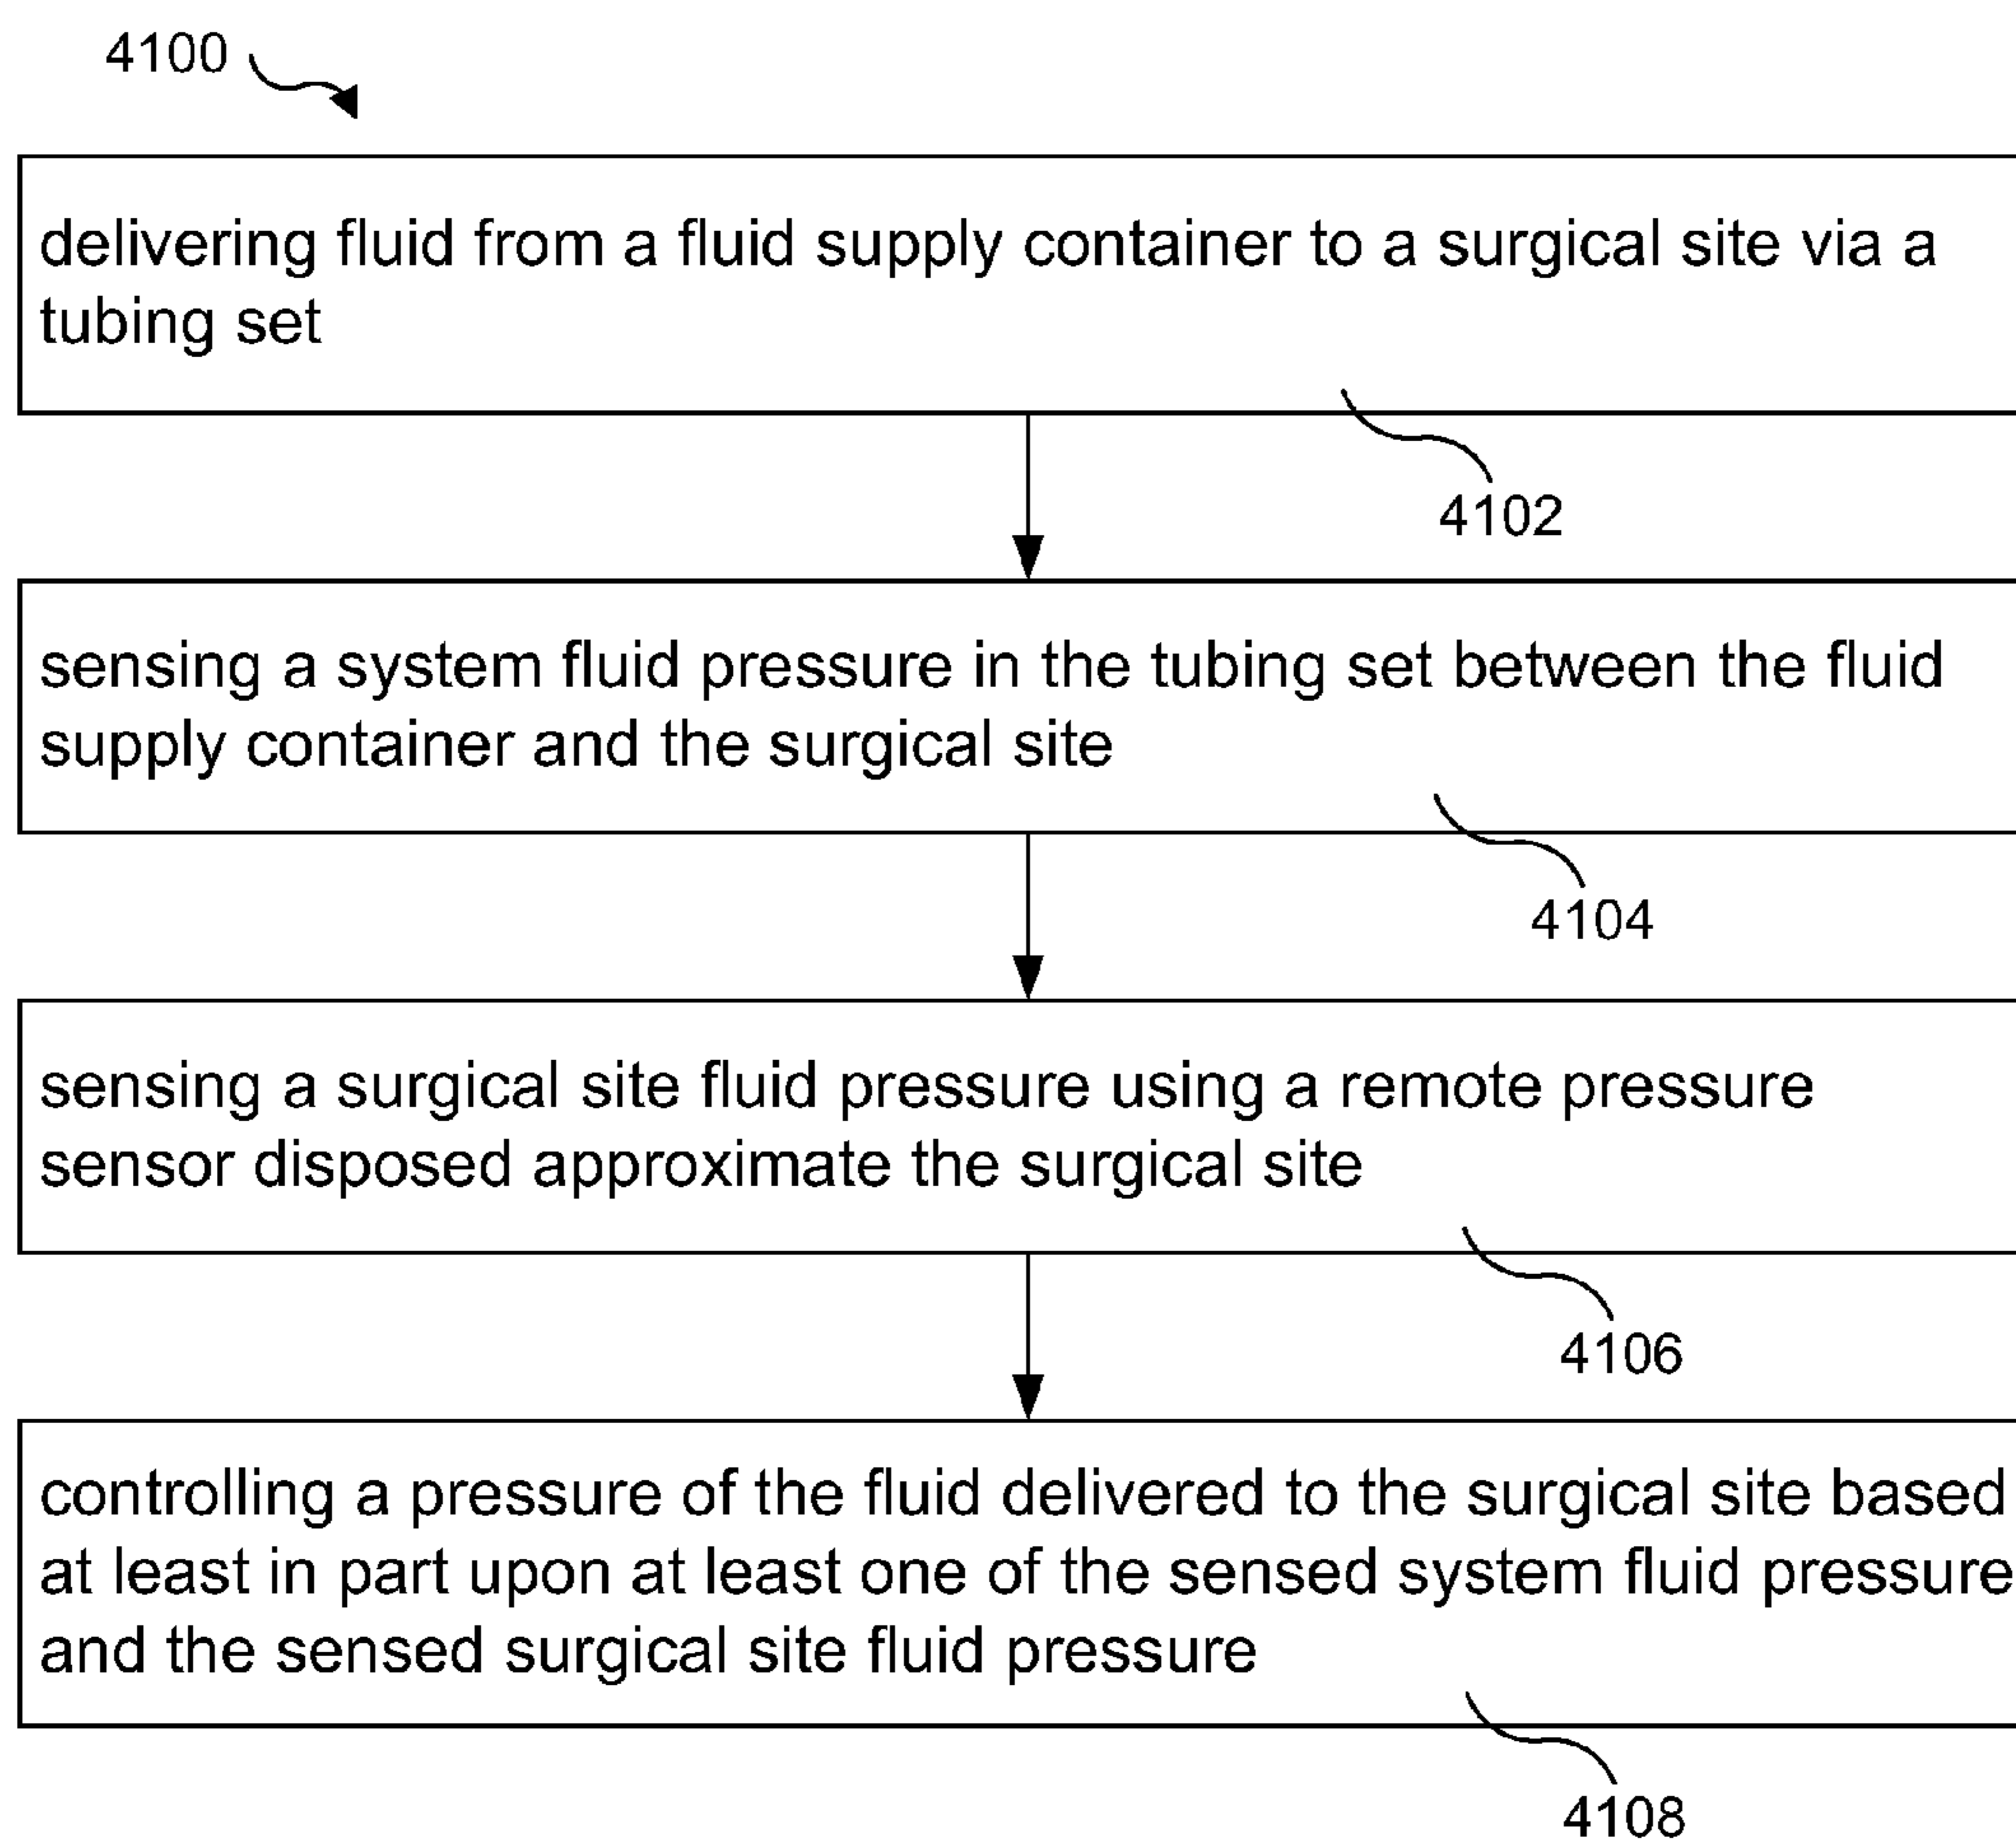 4100
delivering fluid from a fluid supply container to a surgical site via a
tubing set
4102
sensing a system fluid pressure in the tubing set between the fluid
supply container and the surgical site
4104
sensing a surgical site fluid pressure using a remote pressure
sensor disposed approximate the surgical site
4106
controlling a pressure of the fluid delivered to the surgical site based
at least in part upon at least one of the sensed system fluid pressure
and the sensed surgical site fluid pressure
4108